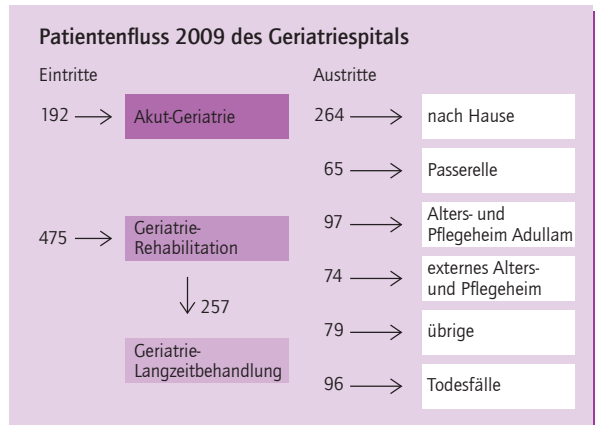 Patientenfluss 2009 des Geriatriespitals
Eintritte
Austritte
192
Akut-Geriatrie
264
nach Hause
65
Passerelle
475
Geriatrie-
Rehabilitation
97
Alters- und
Pflegeheim Adullam
74
externes Alters-
und Pflegeheim
257
79
übrige
Geriatrie-
Langzeitbehandlung
96
Todesfälle